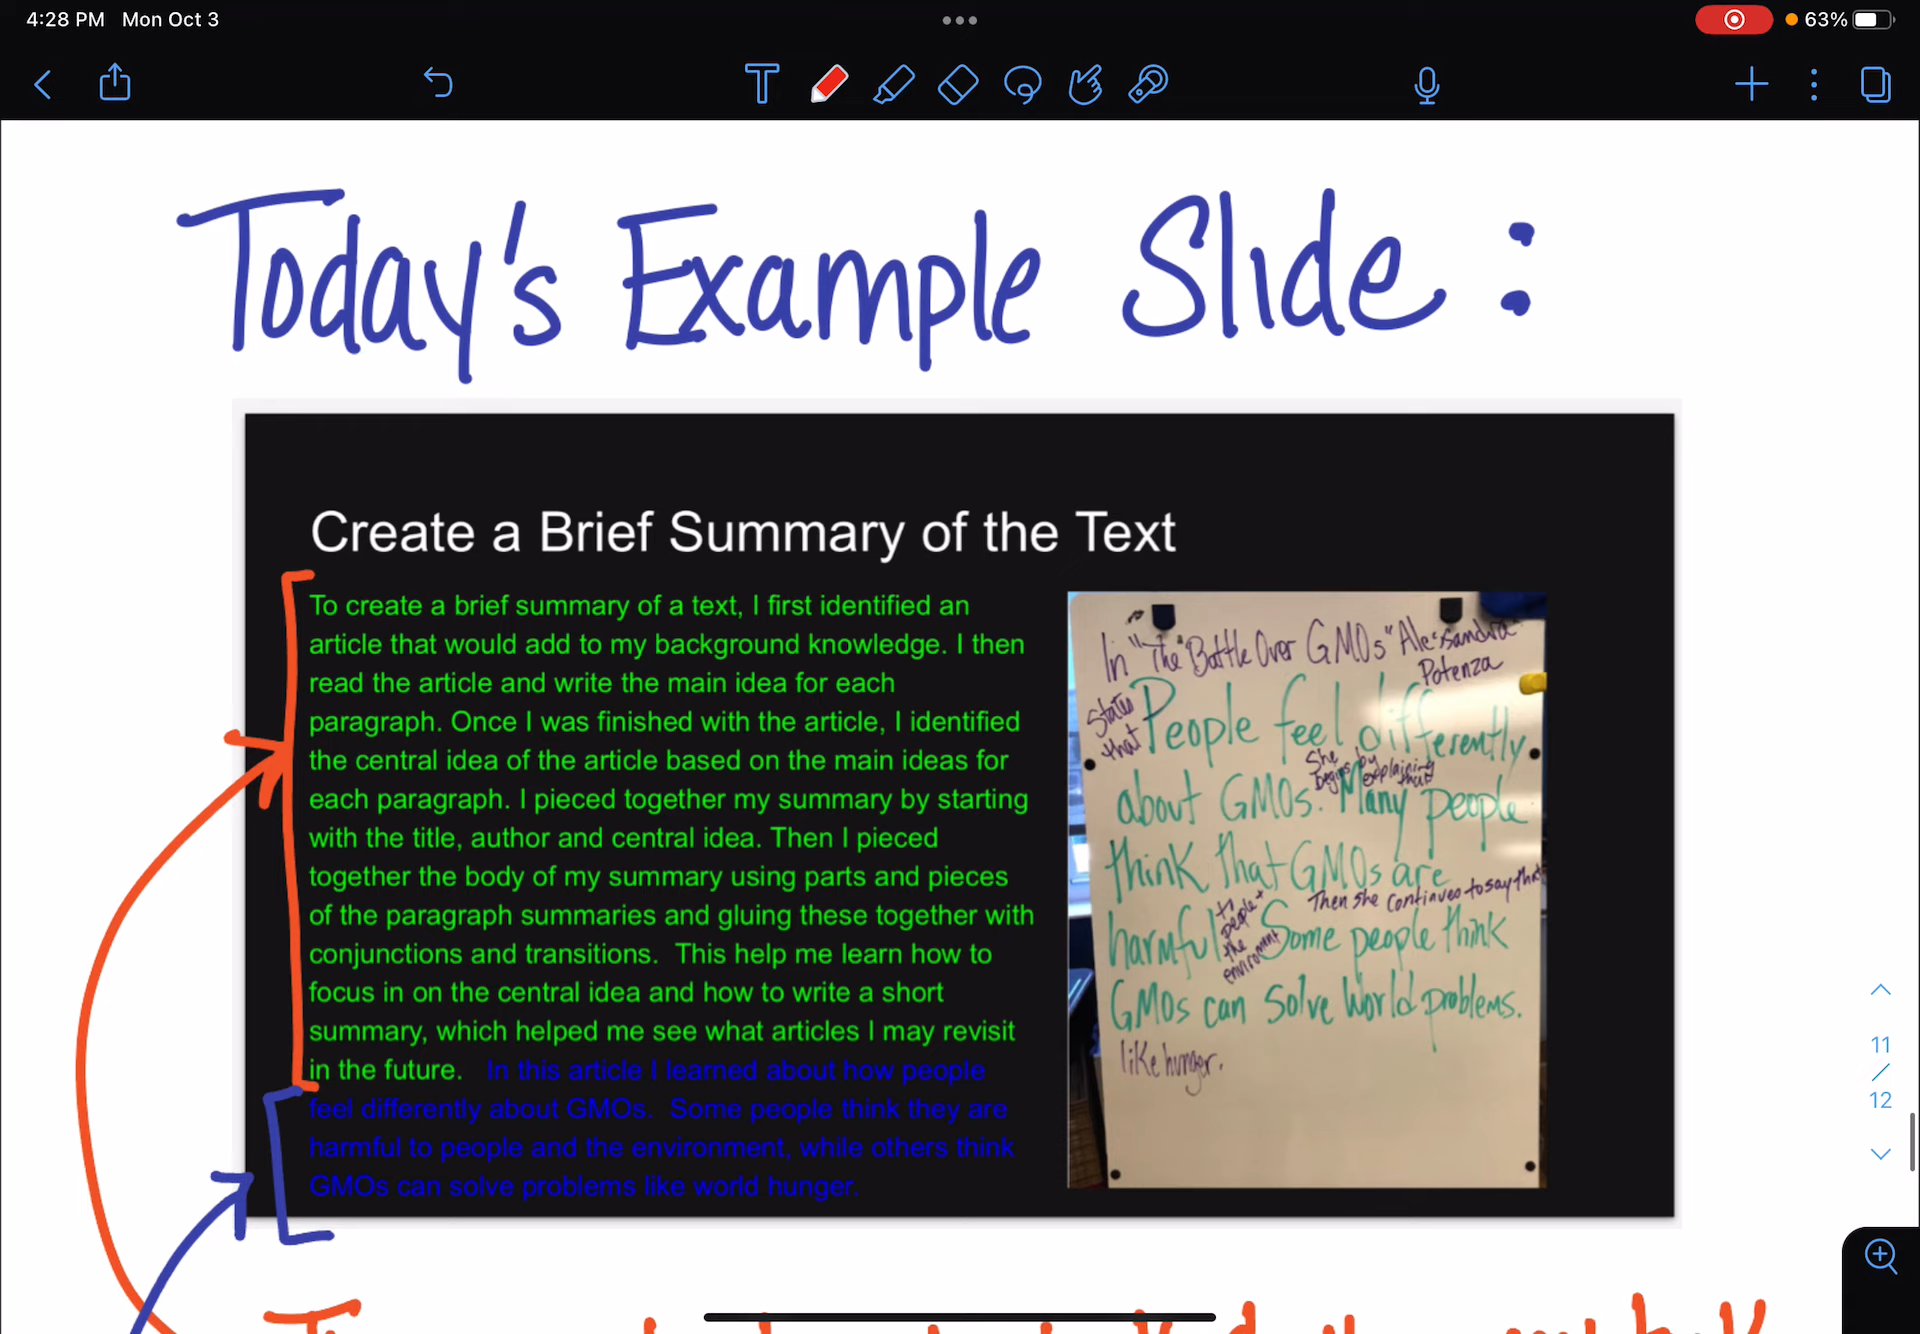 4:28 PM Mon Oct 3
63%
Today's Example Slide :
Create a Brief Summary of the Text
To create a brief summary of a text, I first identified an
article that would add to my background knowledge. I then
read the article and write the main idea for each
paragraph. Once I was finished with the article, I identified
the central idea of the article based on the main ideas for
each paragraph. I pieced together my summary by starting
with the title, author and central idea. Then I pieced
together the body of my summary using parts and pieces
of the paragraph summaries and gluing these together with
conjunctions and transitions. This help me learn how to
focus in on the central idea and how to write a short
summary, which helped me see what articles I may revisit
in the future. In this article I learned about how people
feel differently about GMOs. Some people think they are
harmful to people and the environment, while others think
GMOs can solve problems like world hunger.
In "The Battle Over GMOs" Alessandra
Potenza
states
that People feel differently
She
begins by
explaining
that
about GMOs. Many people
think that GMOs are
Then she continues to say that
harmful Some people think
to
people +
the
enviroment
GMOs can solve World problems.
like hunger.
11
/
12